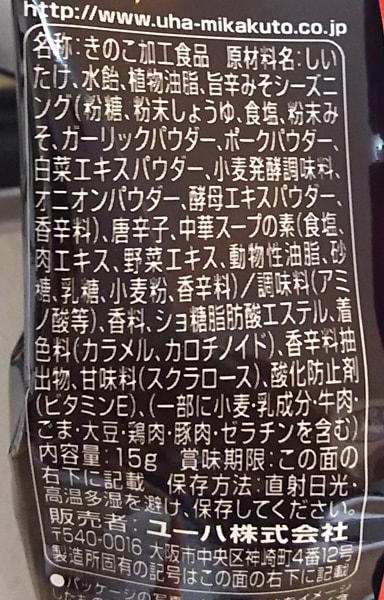 http://www.uha-mikakuto.co.jp
名称:きのこ加工食品 原材料名:しい
たけ、水飴、植物油脂、旨辛みそシーズニ
ング(粉糖、粉末しょうゆ、食塩、粉末み
そ、ガーリックパウダー、ポークパウダー、
白菜エキスパウダー、小麦発酵調味料、
オニオンパウダー、酵母エキスパウダー、
香辛料)、唐辛子、中華スープの素(食塩、
肉エキス、野菜エキス、動物性油脂、砂
糖、乳糖、小麦粉、香辛料)/調味料(アミ
ノ酸等)、香料、ショ糖脂肪酸エステル、着
色料(カラメル、カロチノイド)、香辛料抽
出物、甘味料(スクラロース)、酸化防止剤
(ビタミンE)、(一部に小麦・乳成分・牛肉・
ごま・大豆・鶏肉・豚肉・ゼラチンを含む)
内容量:15g 賞味期限:この面の
右下に記載 保存方法:直射日光・
高温多湿を避け、保存してください。
販売者:ユーハ株式会社
〒540-0016 大阪市中央区神崎町4番12号
製造所固有の記号はこの面の右下に記載
●パッケージの写真